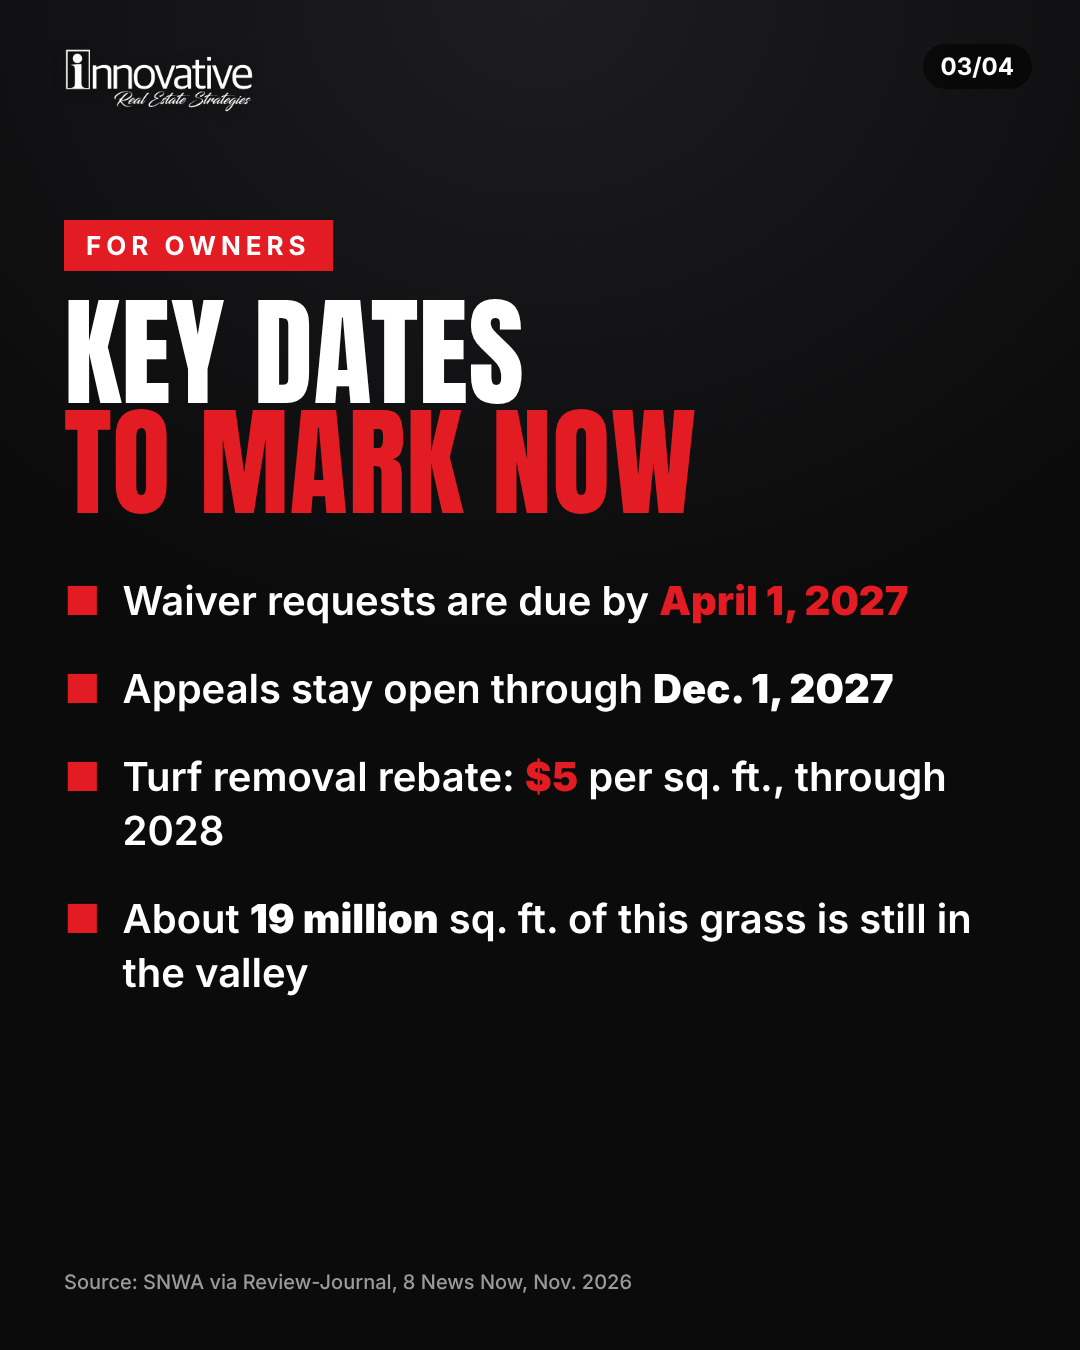 innovative
Real Estate Strategies
03/04
FOR OWNERS
KEY DATES
TO MARK NOW
Waiver requests are due by April 1, 2027
Appeals stay open through Dec. 1, 2027
Turf removal rebate: $5 per sq. ft., through
2028
About 19 million sq. ft. of this grass is still in
the valley
Source: SNWA via Review-Journal, 8 News Now, Nov. 2026